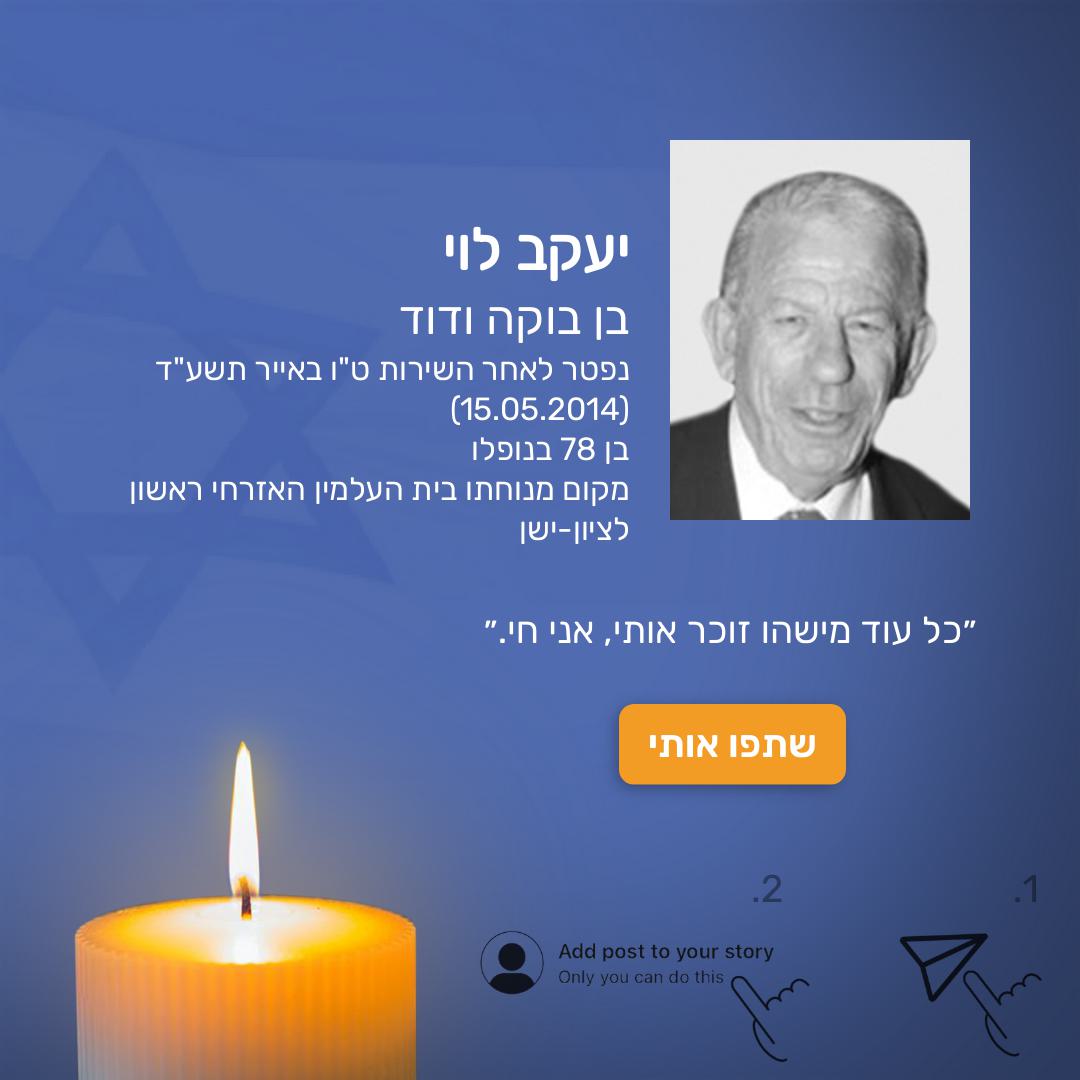 יעקב לוי
בן בוקה ודוד
נפטר לאחר השירות ט"ו באייר תשע"ד
(15.05.2014)
בן 78 בנופלו
מקום מנוחתו בית העלמין האזרחי ראשון
לציון-ישן
״כל עוד מישהו זוכר אותי, אני חי.״
שתפו אותי
1.
2.
Add post to your story
Only you can do this